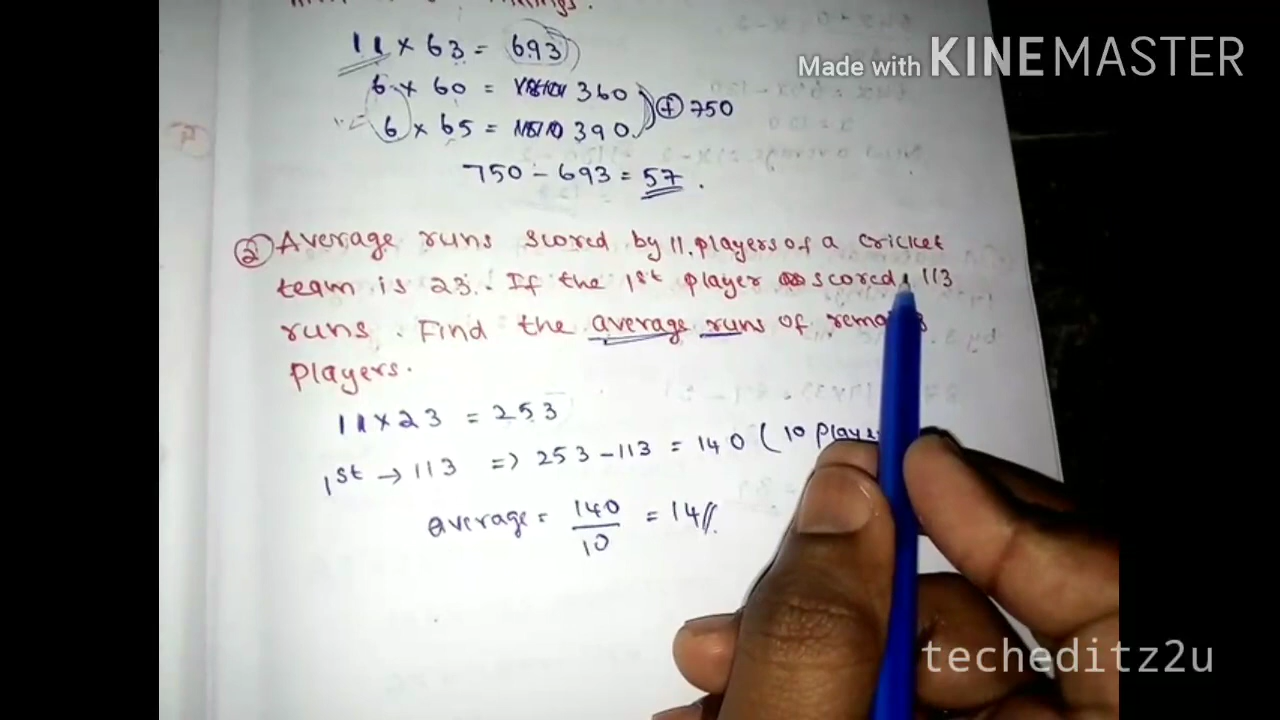 Made with KINEMASTER
11 × 63 = 693
6 × 60 = 360
6 × 65 = 390 + 750
750 - 693 = 57.
② Average runs scored by 11 players of a cricket
team is 23. If the 1st player scored 113
runs. Find the average runs of
players.
11 × 23 = 253
1st → 113 => 253 - 113 = 140 ( 10
average = 140
10
= 14 //.
techeditz2u